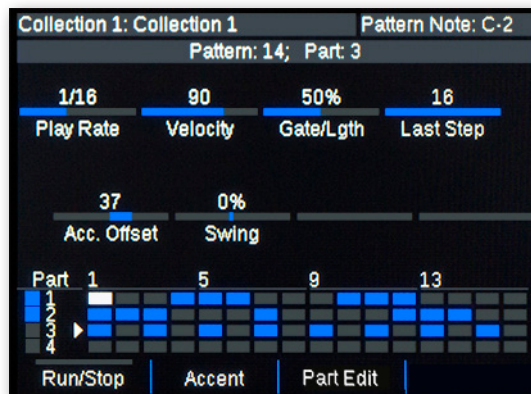 Collection 1: Collection 1 Pattern Note: C-2
Pattern: 14; Part: 3
1/16 90 50% 16
Play Rate Velocity Gate/Lgth Last Step
37 0%
Acc. Offset Swing
Part 1 5 9 13
1
2
3
4
Run/Stop Accent Part Edit